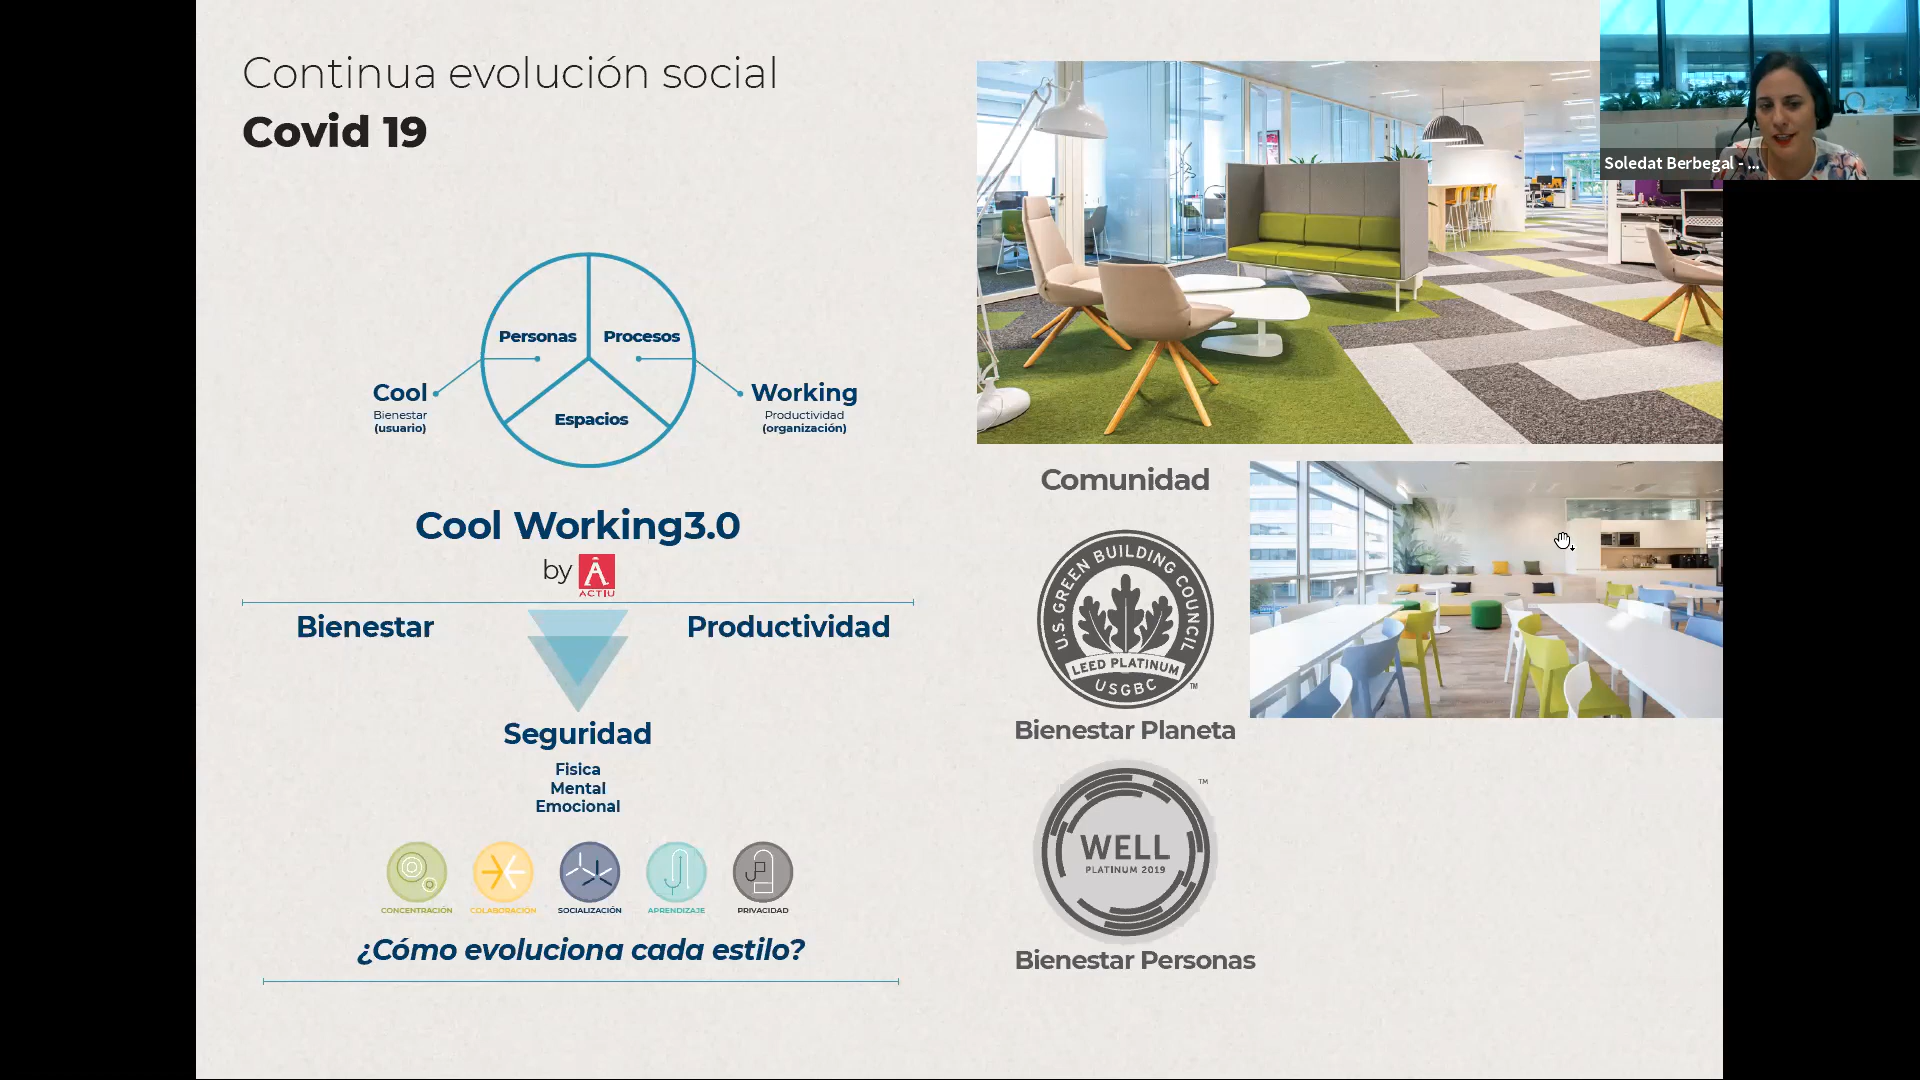 Continua evolución social
Covid 19
Soledat Berbegal - ...
Personas
Procesos
Espacios
Cool
Bienestar
(usuario)
Working
Productividad
(organización)
Cool Working3.0
by
ACTIU
Bienestar
Productividad
Seguridad
Fisica
Mental
Emocional
CONCENTRACIÓN
COLABORACIÓN
SOCIALIZACIÓN
APRENDIZAJE
PRIVACIDAD
¿Cómo evoluciona cada estilo?
Comunidad
U.S. GREEN BUILDING COUNCIL
LEED PLATINUM
USGBC
TM
Bienestar Planeta
TM
WELL
PLATINUM 2019
Bienestar Personas